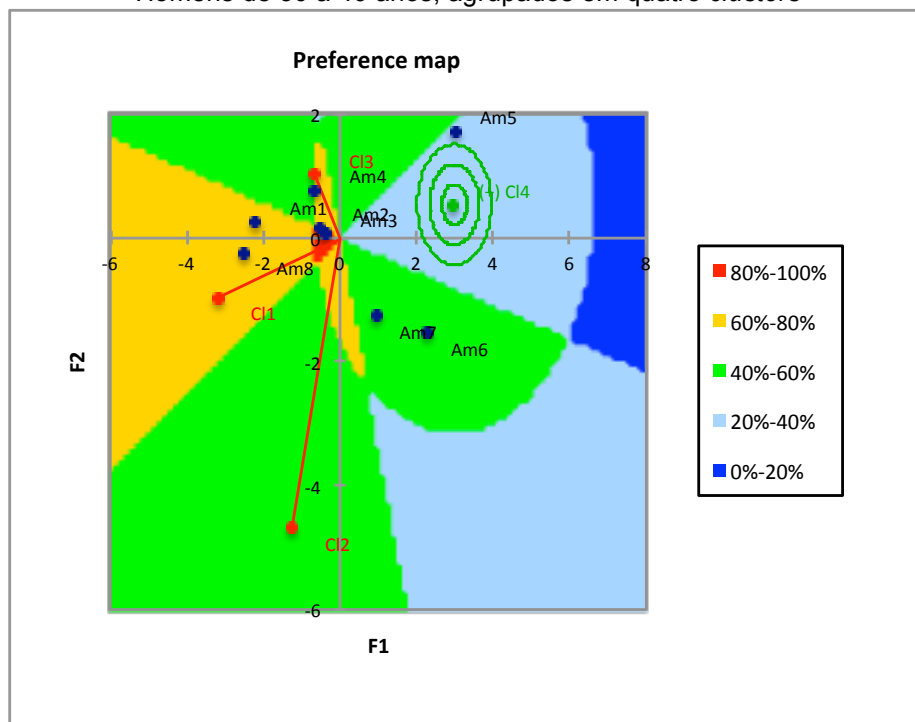 Homens de 30 a 40 anos, agrupados em quatro clusters
Preference map
2
Am5
Cl3
Am4
(+) Cl4
Am1
Am2
Am3
0
-6
-4
-2
0
2
4
6
8
Am8
Cl1
Am7
Am6
-2
-4
Cl2
-6
F2
F1
80%-100%
60%-80%
40%-60%
20%-40%
0%-20%